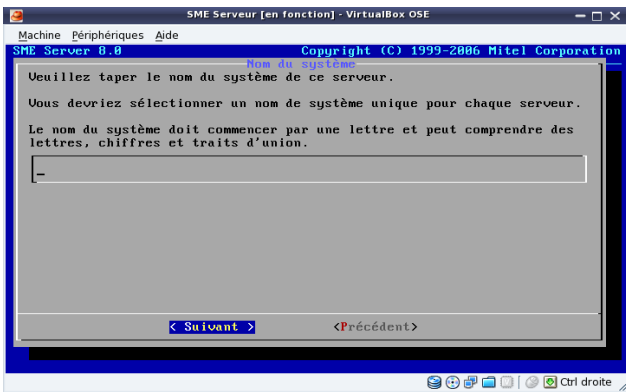 SME Serveur [en fonction] - VirtualBox OSE
Machine Périphériques Aide
SME Server 8.0 Copyright (C) 1999-2006 Mitel Corporation
Nom du système
Veuillez taper le nom du système de ce serveur.
Vous devriez sélectionner un nom de système unique pour chaque serveur.
Le nom du système doit commencer par une lettre et peut comprendre des
lettres, chiffres et traits d'union.
< Suivant > <Précédent>
Ctrl droite